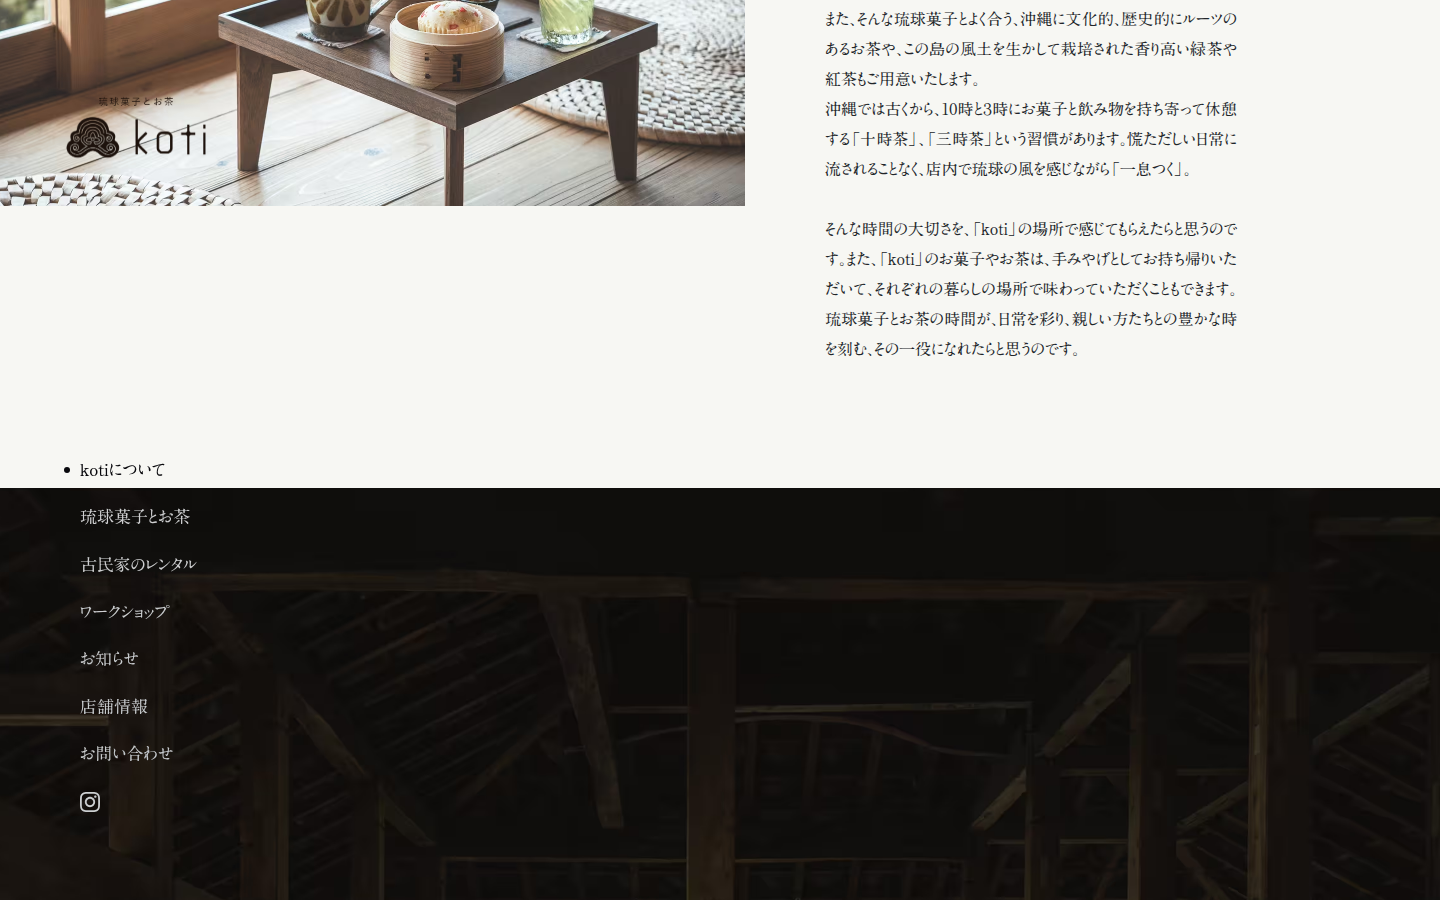 琉球菓子とお茶
koti
また、そんな琉球菓子とよく合う、沖縄に文化的、歴史的にルーツの
あるお茶や、この島の風土を生かして栽培された香り高い緑茶や
紅茶もご用意いたします。
沖縄では古くから、10時と3時にお菓子と飲み物を持ち寄って休憩
する「十時茶」、「三時茶」という習慣があります。慌ただしい日常に
流されることなく、店内で琉球の風を感じながら「一息つく」。
そんな時間の大切さを、「koti」の場所で感じてもらえたらと思うので
す。また、「koti」のお菓子やお茶は、手みやげとしてお持ち帰りいた
だいて、それぞれの暮らしの場所で味わっていただくこともできます。
琉球菓子とお茶の時間が、日常を彩り、親しい方たちとの豊かな時
を刻む、その一役になれたらと思うのです。
kotiについて
琉球菓子とお茶
古民家のレンタル
ワークショップ
お知らせ
店舗情報
お問い合わせ